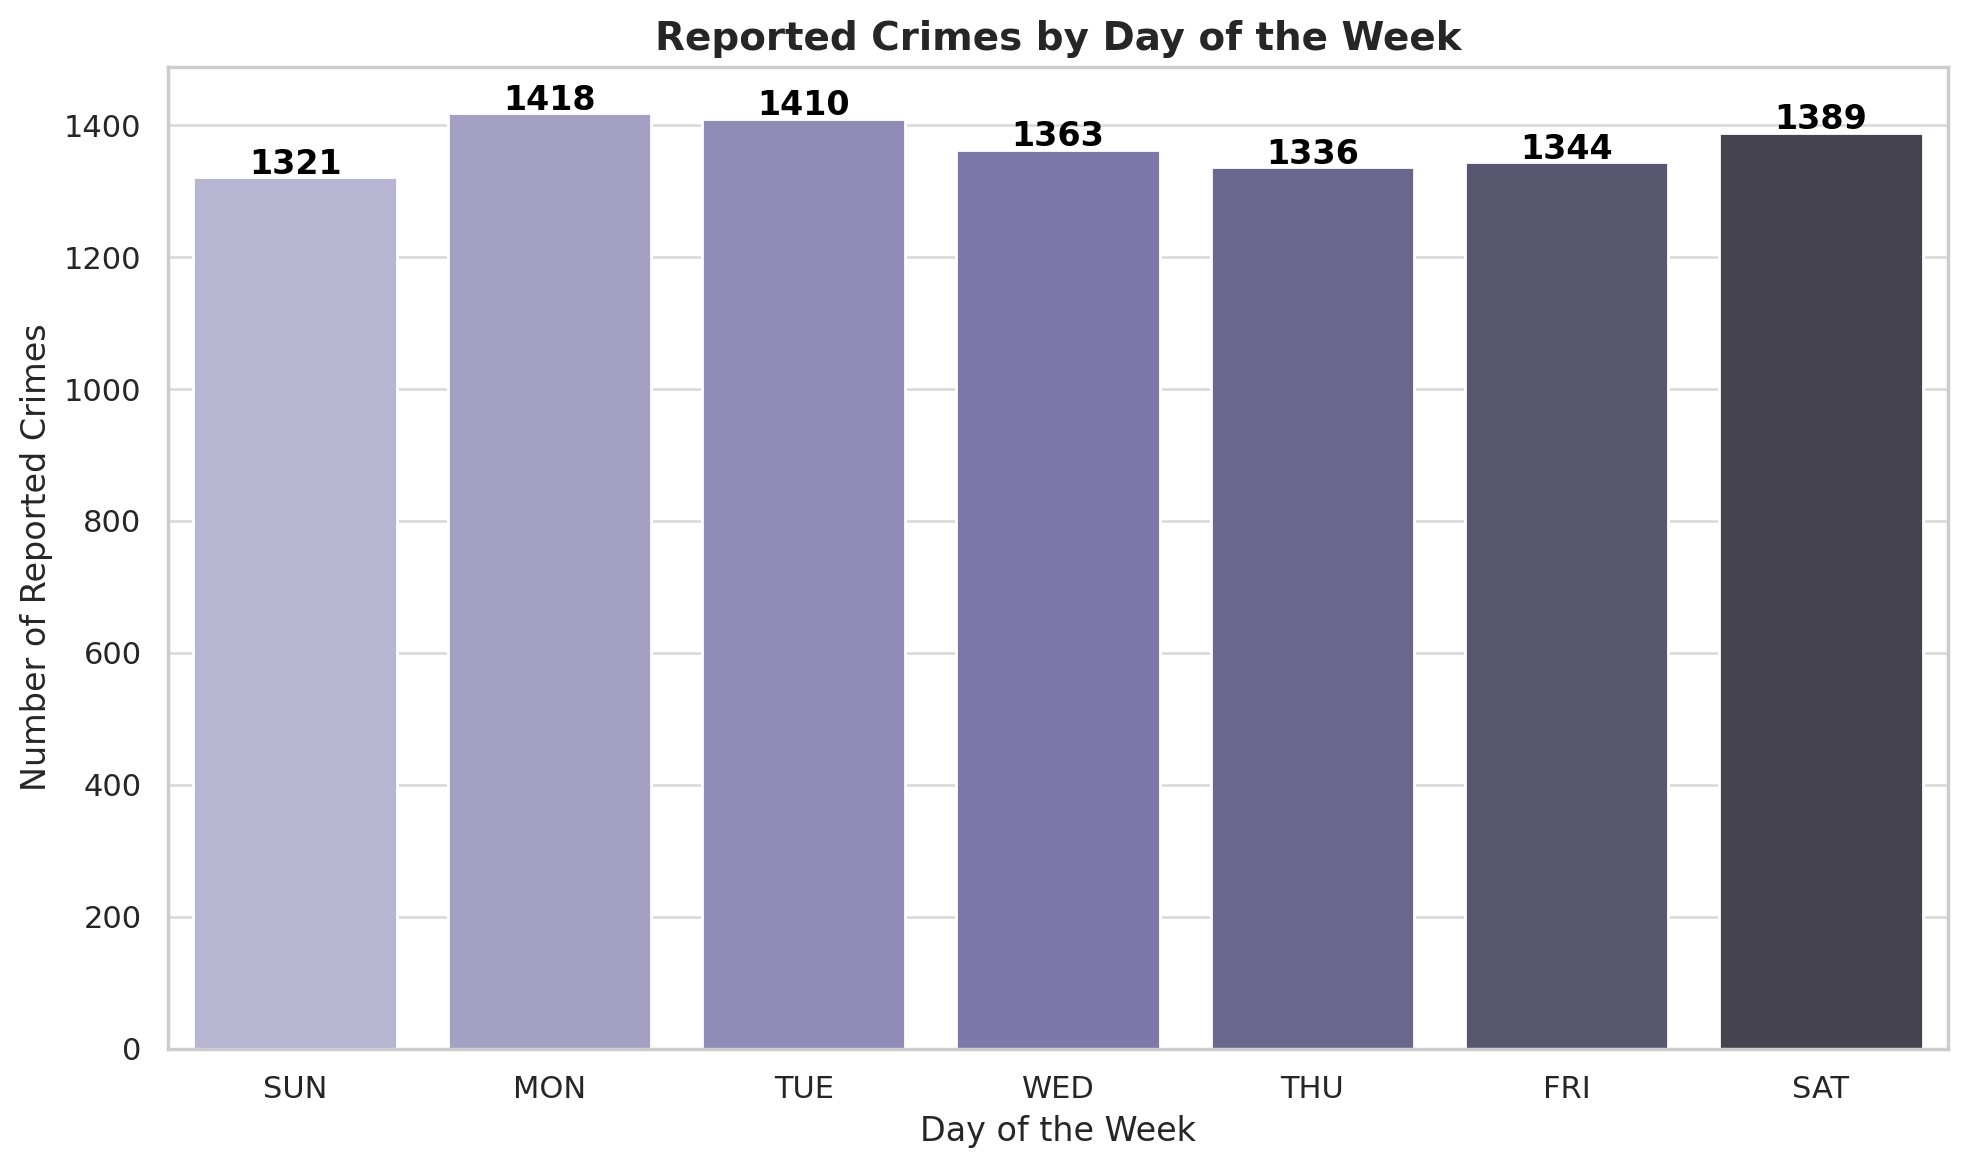 Reported Crimes by Day of the Week
Number of Reported Crimes
1400
1200
1000
800
600
400
200
0
1321
1418
1410
1363
1336
1344
1389
SUN
MON
TUE
WED
THU
FRI
SAT
Day of the Week